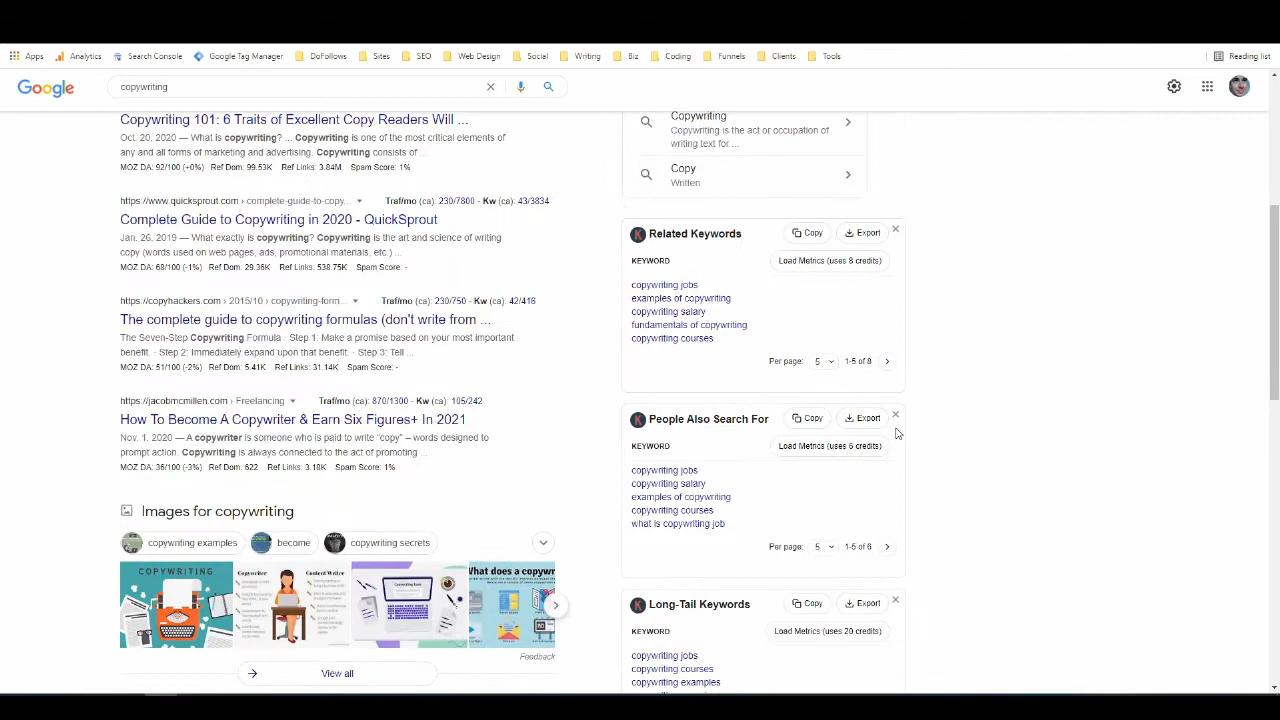 Apps Analytics Search Console Google Tag Manager DoFollows Sites SEO Web Design Social Writing Biz Coding Funnels Clients Tools Reading list
Google copywriting
Copywriting 101: 6 Traits of Excellent Copy Readers Will ...
Oct. 20, 2020 — What is copywriting? ... Copywriting is one of the most critical elements of
any and all forms of marketing and advertising. Copywriting consists of ...
MOZ DA: 92/100 (+0%) Ref Dom: 99.53K Ref Links: 3.84M Spam Score: 1%
https://www.quicksprout.com › complete-guide-to-copy... Traf/mo (ca): 230/7800 - Kw (ca): 43/3834
Complete Guide to Copywriting in 2020 - QuickSprout
Jan. 26, 2019 — What exactly is copywriting? Copywriting is the art and science of writing
copy (words used on web pages, ads, promotional materials, etc.) ...
MOZ DA: 68/100 (-1%) Ref Dom: 29.36K Ref Links: 538.75K Spam Score: -
https://copyhackers.com › 2015/10 › copywriting-form... Traf/mo (ca): 230/750 - Kw (ca): 42/416
The complete guide to copywriting formulas (don't write from ...
The Seven-Step Copywriting Formula · Step 1: Make a promise based on your most important
benefit. · Step 2: Immediately expand upon that benefit. · Step 3: Tell ...
MOZ DA: 51/100 (-2%) Ref Dom: 5.41K Ref Links: 31.14K Spam Score: -
https://jacobmcmillen.com › Freelancing Traf/mo (ca): 870/1300 - Kw (ca): 105/242
How To Become A Copywriter & Earn Six Figures+ In 2021
Nov. 1, 2020 — A copywriter is someone who is paid to write "copy" – words designed to
prompt action. Copywriting is always connected to the act of promoting ...
MOZ DA: 36/100 (-3%) Ref Dom: 622 Ref Links: 3.18K Spam Score: 1%
Images for copywriting
copywriting examples become copywriting secrets
COPYWRITING
Copywriter Content Writer
What does a copywr
Feedback
View all
Copywriting
Copywriting is the act or occupation of
writing text for ...
Copy
Written
Related Keywords Copy Export
KEYWORD Load Metrics (uses 8 credits)
copywriting jobs
examples of copywriting
copywriting salary
fundamentals of copywriting
copywriting courses
Per page: 5 1-5 of 8
People Also Search For Copy Export
KEYWORD Load Metrics (uses 6 credits)
copywriting jobs
copywriting salary
examples of copywriting
copywriting courses
what is copywriting job
Per page: 5 1-5 of 6
Long-Tail Keywords Copy Export
KEYWORD Load Metrics (uses 20 credits)
copywriting jobs
copywriting courses
copywriting examples